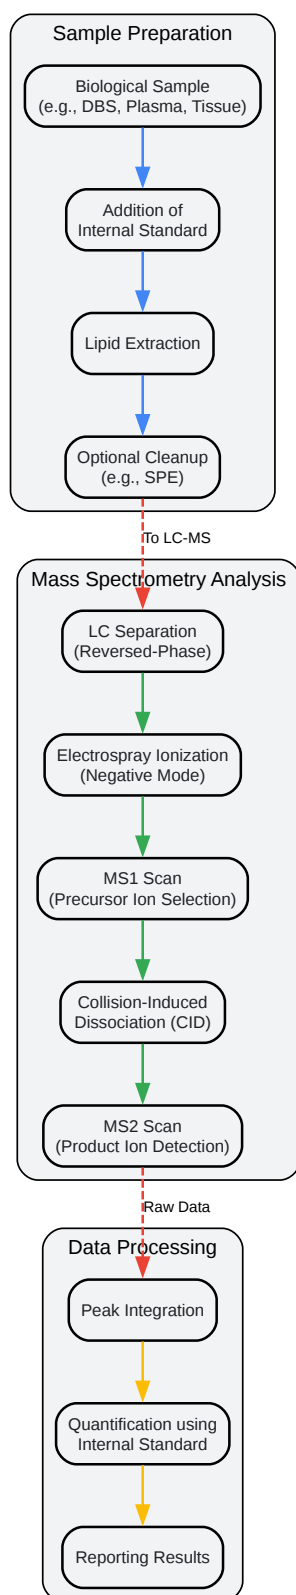 Sample Preparation
Biological Sample
(e.g., DBS, Plasma, Tissue)
Addition of
Internal Standard
Lipid Extraction
Optional Cleanup
(e.g., SPE)
To LC-MS
Mass Spectrometry Analysis
LC Separation
(Reversed-Phase)
Electrospray Ionization
(Negative Mode)
MS1 Scan
(Precursor Ion Selection)
Collision-Induced
Dissociation (CID)
MS2 Scan
(Product Ion Detection)
Raw Data
Data Processing
Peak Integration
Quantification using
Internal Standard
Reporting Results